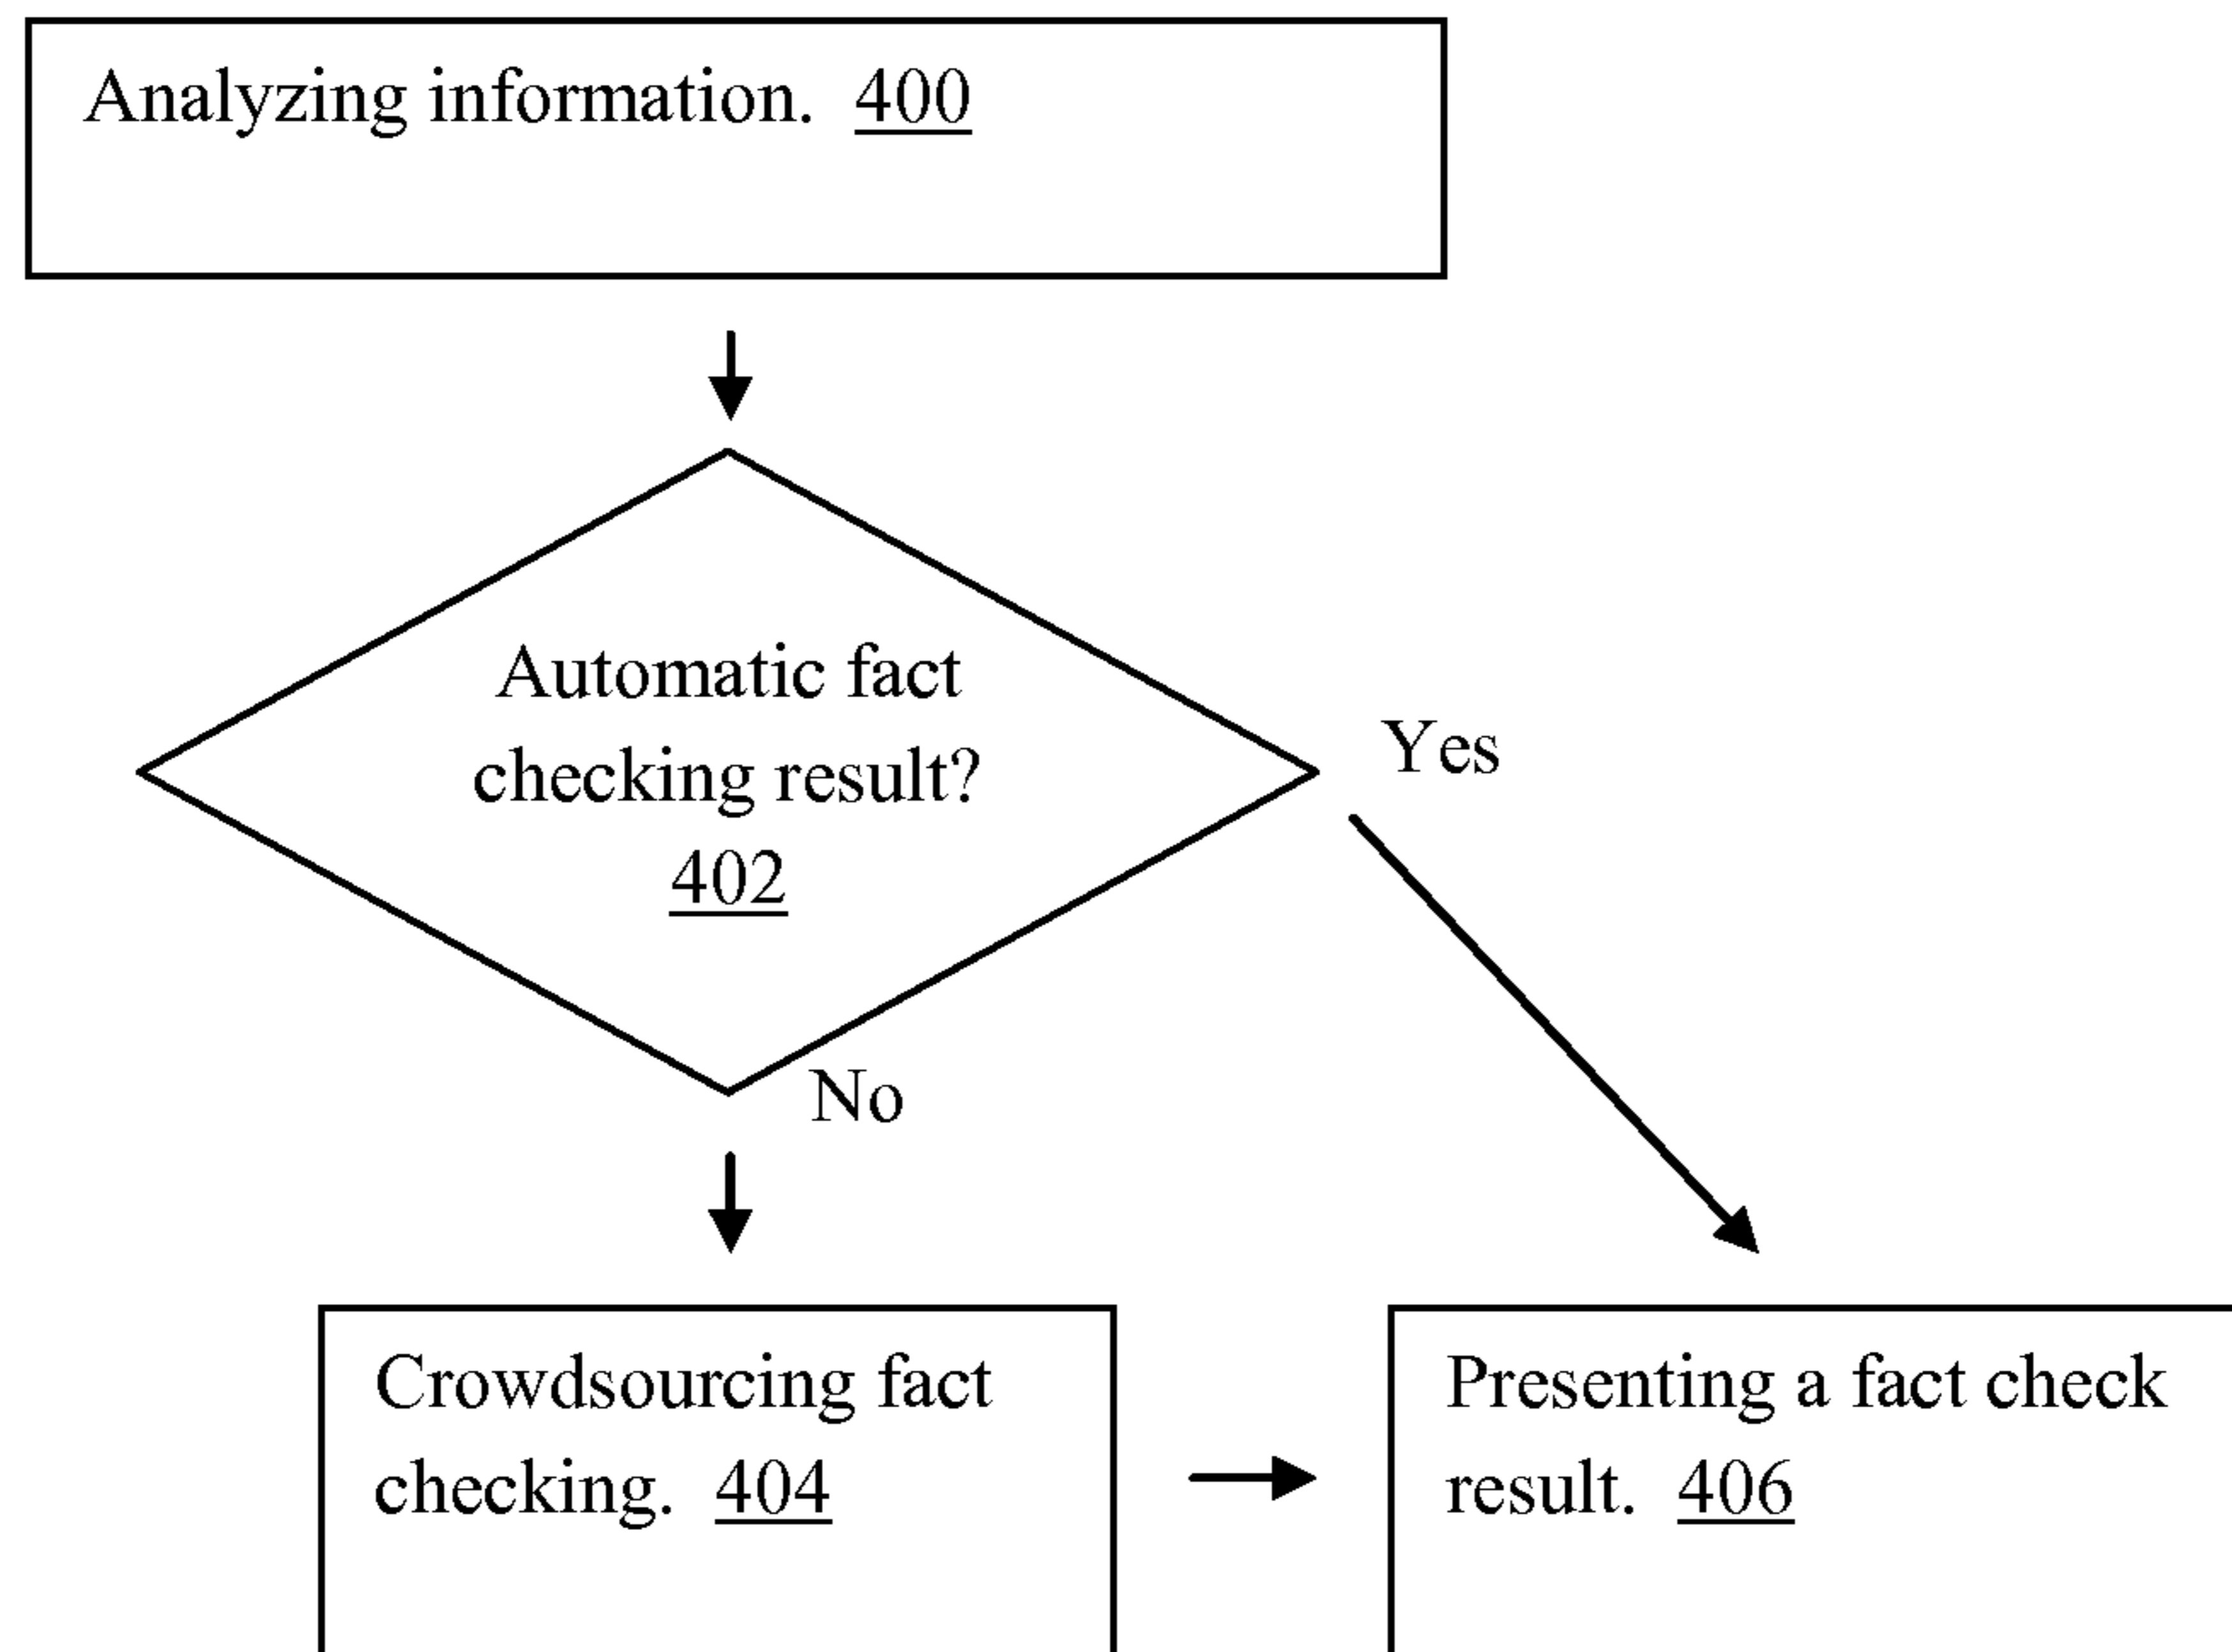 Analyzing information. 400
Automatic fact
checking result?
402
Yes
No
Crowdsourcing fact
checking. 404
Presenting a fact check
result. 406